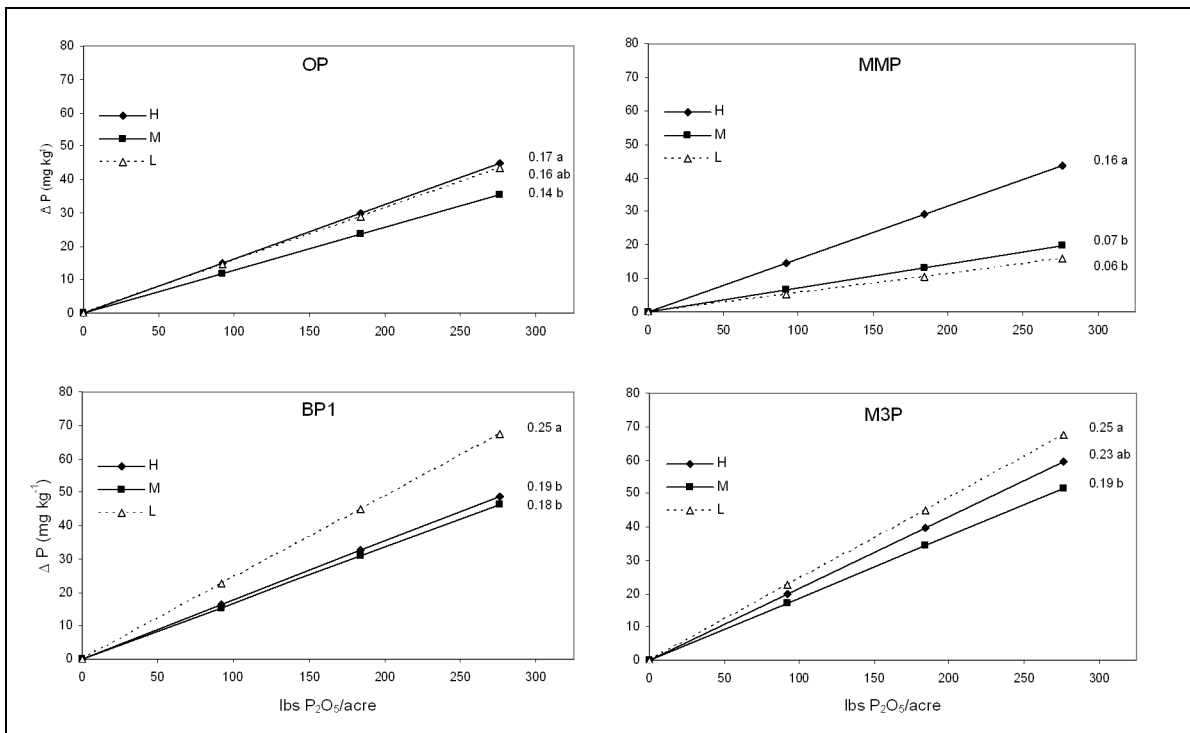 OP
Δ P (mg kg¹)
80
70
60
50
40
30
20
10
0
H
M
L
0.17 a
0.16 ab
0.14 b
0 50 100 150 200 250 300
MMP
80
70
60
50
40
30
20
10
0
H
M
L
0.16 a
0.07 b
0.06 b
0 50 100 150 200 250 300
BP1
Δ P (mg kg⁻¹)
80
70
60
50
40
30
20
10
0
H
M
L
0.25 a
0.19 b
0.18 b
0 50 100 150 200 250 300
lbs P₂O₅/acre
M3P
80
70
60
50
40
30
20
10
0
H
M
L
0.25 a
0.23 ab
0.19 b
0 50 100 150 200 250 300
lbs P₂O₅/acre